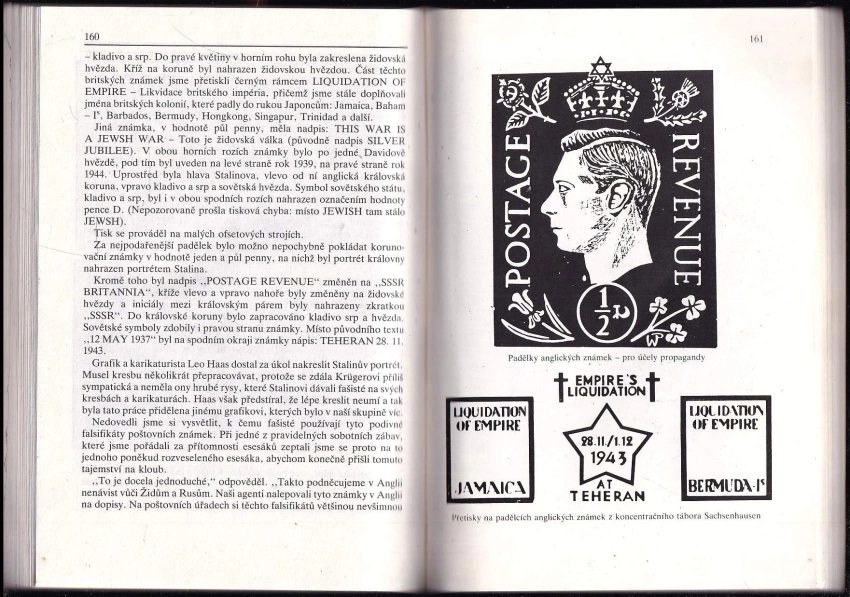 160
– kladivo a srp. Do pravé květiny v horním rohu byla zakreslena židovská
hvězda. Kříž na koruně byl nahrazen židovskou hvězdou. Část těchto
britských známek jsme přetiskli černým rámcem LIQUIDATION OF
EMPIRE – Likvidace britského impéria, přičemž jsme stále doplňovali
jména britských kolonií, které padly do rukou Japoncům: Jamaica, Baham
– Iˢ, Barbados, Bermudy, Hongkong, Singapur, Trinidad a další.
Jiná známka, v hodnotě půl penny, měla nadpis: THIS WAR IS
A JEWSH WAR – Toto je židovská válka (původně nadpis SILVER
JUBILEE). V obou horních rozích známky bylo po jedné Davidově
hvězdě, pod tím byl uveden na levé straně rok 1939, na pravé straně rok
1944. Uprostřed byla hlava Stalinova, vlevo od ní anglická královská
koruna, vpravo kladivo a srp a sovětská hvězda. Symbol sovětského státu,
kladivo a srp, byl i v obou spodních rozích nahrazen označením hodnoty
pence D. (Nepozorovaně prošla tisková chyba: místo JEWISH tam stálo
JEWSH).
Tisk se prováděl na malých ofsetových strojích.
Za nejpodařenější padělek bylo možno nepochybně pokládat koruno-
vační známky v hodnotě jeden a půl penny, na nichž byl portrét královny
nahrazen portrétem Stalina.
Kromě toho byl nadpis ,,POSTAGE REVENUE" změněn na ,,SSSR
BRITANNIA", kříže vlevo a vpravo nahoře byly změněny na židovské
hvězdy a iniciály mezi královským párem byly nahrazeny zkratkou
,,SSSR". Do královské koruny bylo zapracováno kladivo srp a hvězda.
Sovětské symboly zdobily i pravou stranu známky. Místo původního textu
,,12 MAY 1937" byl na spodním okraji známky nápis: TEHERAN 28. 11.
1943.
Grafik a karikaturista Leo Haas dostal za úkol nakreslit Stalinův portrét.
Musel kresbu několikrát přepracovávat, protože se zdála Krügerovi příliš
sympatická a neměla ony hrubé rysy, které Stalinovi dávali fašisté na svých
kresbách a karikaturách. Haas však předstíral, že lépe kreslit neumí a tak
byla tato práce přidělena jinému grafikovi, kterých bylo v naší skupině víc.
Nedovedli jsme si vysvětlit, k čemu fašisté používají tyto podivné
falsifikáty poštovních známek. Při jedné z pravidelných sobotních zábav,
které jsme pořádali za přítomnosti esesáků zeptali jsme se proto na to
jednoho poněkud rozveseleného esesáka, abychom konečně přišli tomuto
tajemství na kloub.
,,To je docela jednoduché," odpověděl. ,,Takto podněcujeme v Anglii
nenávist vůči Židům a Rusům. Naši agenti nalepovali tyto známky v Anglii
na dopisy. Na poštovních úřadech si těchto falsifikátů většinou nevšimnou
161
POSTAGE
REVENUE
1/2
Padělky anglických známek – pro účely propagandy
EMPIRE'S
LIQUIDATION
28.11./1.12
1943
AT
TEHERAN
LIQUIDATION
OF EMPIRE
JAMAICA
LIQUIDATION
OF EMPIRE
BERMUDA-Iˢ
Přetisky na padělcích anglických známek z koncentračního tábora Sachsenhausen